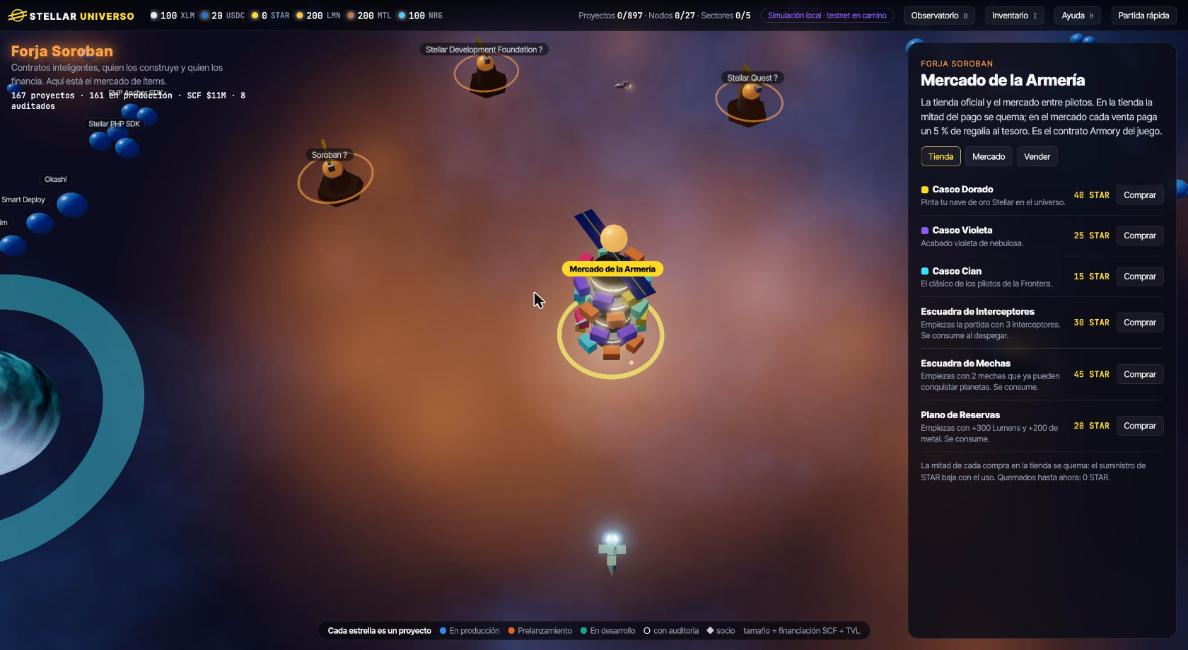 STELLAR UNIVERSO
100 XLM 20 USDC 0 STAR 200 LMN 200 MTL 100 NRG
Proyectos 0/897 · Nodos 0/27 · Sectores 0/5
Simulación local · testnet en camino
Observatorio O
Inventario I
Ayuda H
Partida rápida
Forja Soroban
Contratos inteligentes, quien los construye y quien los
financia. Aquí está el mercado de ítems.
167 proyectos · 161 en producción · SCF $11M · 8
auditados
PHP Anchor SDK
Stellar PHP SDK
Okashi
Smart Deploy
Stellar Development Foundation ?
Stellar Quest ?
Soroban ?
Mercado de la Armería
FORJA SOROBAN
Mercado de la Armería
La tienda oficial y el mercado entre pilotos. En la tienda la
mitad del pago se quema; en el mercado cada venta paga
un 5 % de regalía al tesoro. Es el contrato Armory del juego.
Tienda Mercado Vender
Casco Dorado
Pinta tu nave de oro Stellar en el universo.
40 STAR Comprar
Casco Violeta
Acabado violeta de nebulosa.
25 STAR Comprar
Casco Cian
El clásico de los pilotos de la Frontera.
15 STAR Comprar
Escuadra de Interceptores
Empiezas la partida con 3 interceptores.
Se consume al despegar.
30 STAR Comprar
Escuadra de Mechas
Empiezas con 2 mechas que ya pueden
conquistar planetas. Se consume.
45 STAR Comprar
Plano de Reservas
Empiezas con +300 Lumens y +200 de
metal. Se consume.
20 STAR Comprar
La mitad de cada compra en la tienda se quema: el suministro de
STAR baja con el uso. Quemados hasta ahora: 0 STAR.
Cada estrella es un proyecto En producción Prelanzamiento En desarrollo con auditoría socio tamaño = financiación SCF + TVL